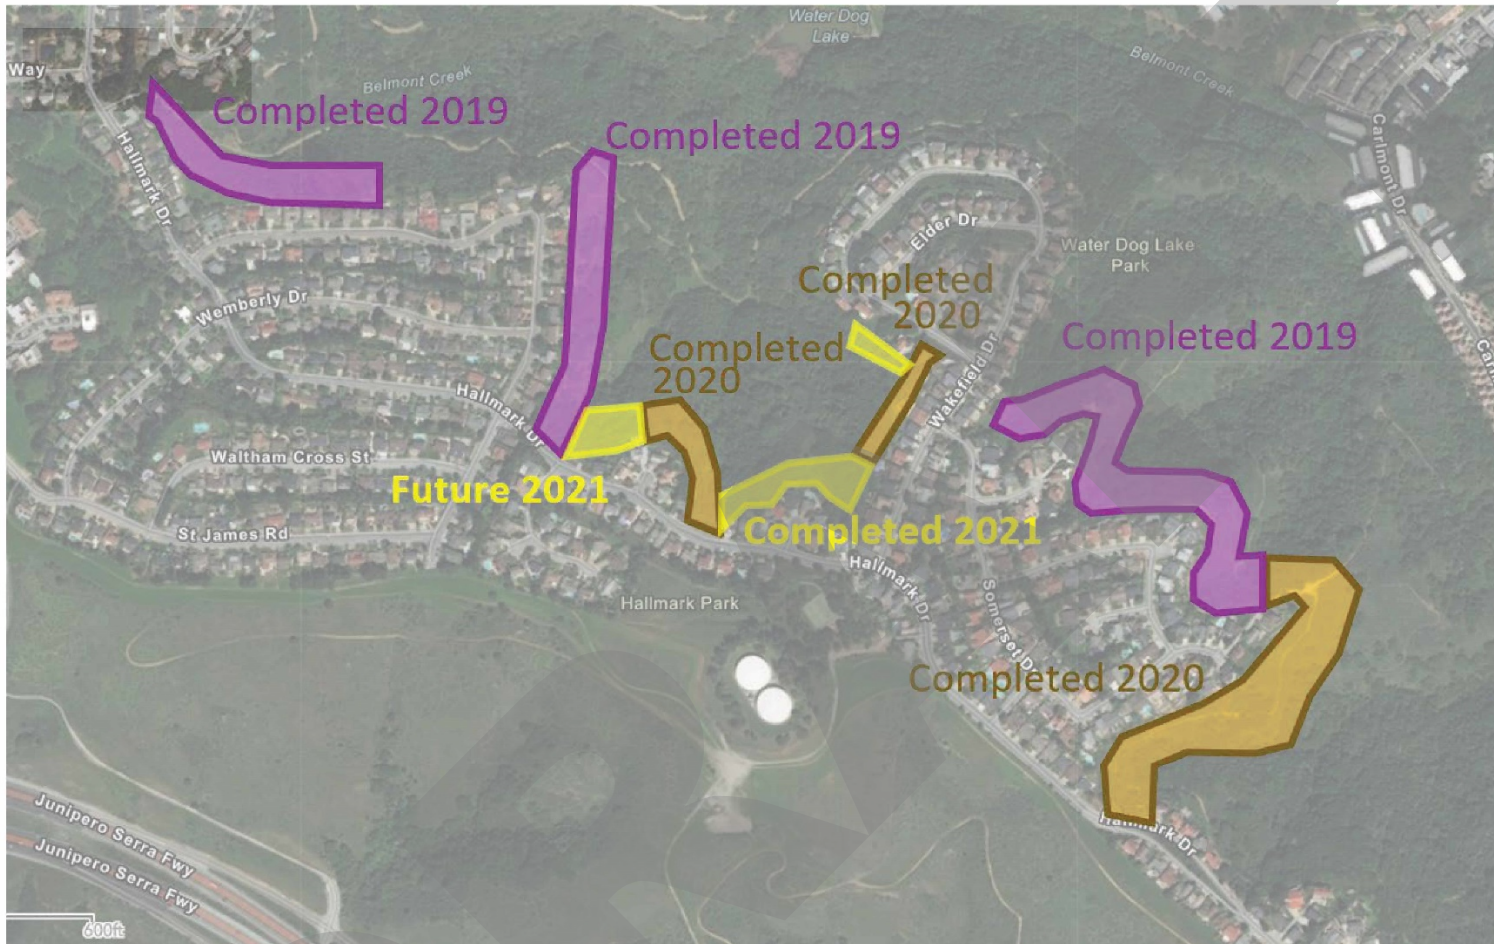 Water Dog
Lake
Way
Belmont Creek
Belmont Creek
Completed 2019
Completed 2019
Hallmark Dr
Carlmont Dr
Elder Dr
Water Dog Lake
Park
Completed
2020
Wemberly Dr
Completed
2020
Completed 2019
Wakefield Dr
Hallmark Dr
Waltham Cross St
Future 2021
St James Rd
Completed 2021
Hallmark Dr
Hallmark Park
Somerset Dr
Completed 2020
Junipero Serra Fwy
Junipero Serra Fwy
Hallmark Dr
600ft